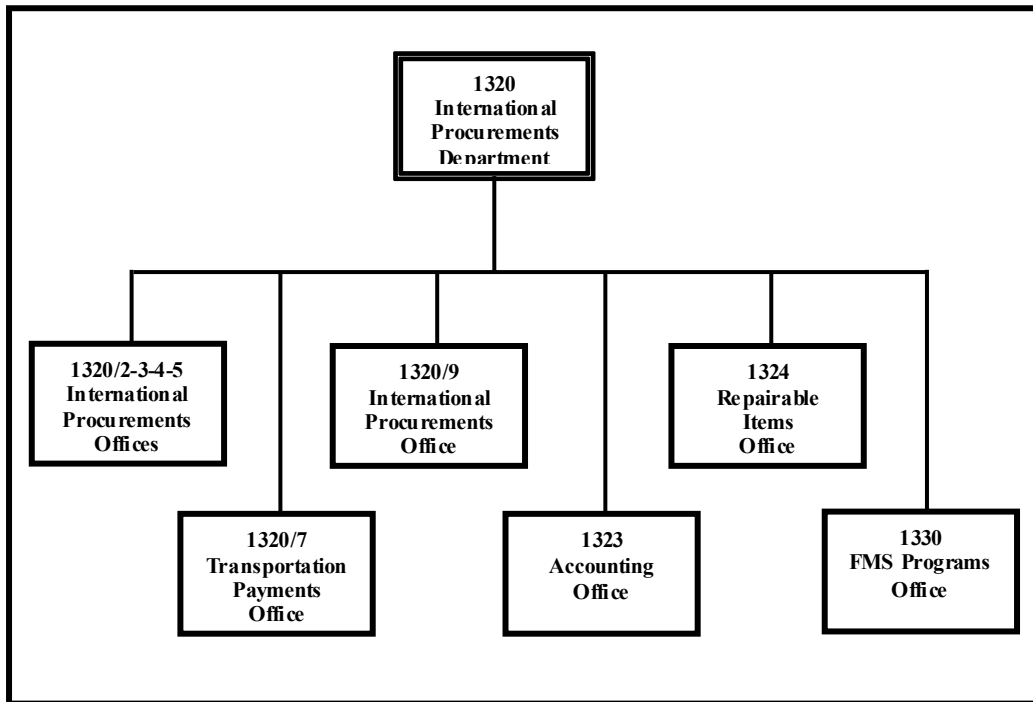 1320
International
Procurements
Department
1320/2-3-4-5
International
Procurements
Offices
1320/9
International
Procurements
Office
1324
Repairable
Items
Office
1320/7
Transportation
Payments
Office
1323
Accounting
Office
1330
FMS Programs
Office